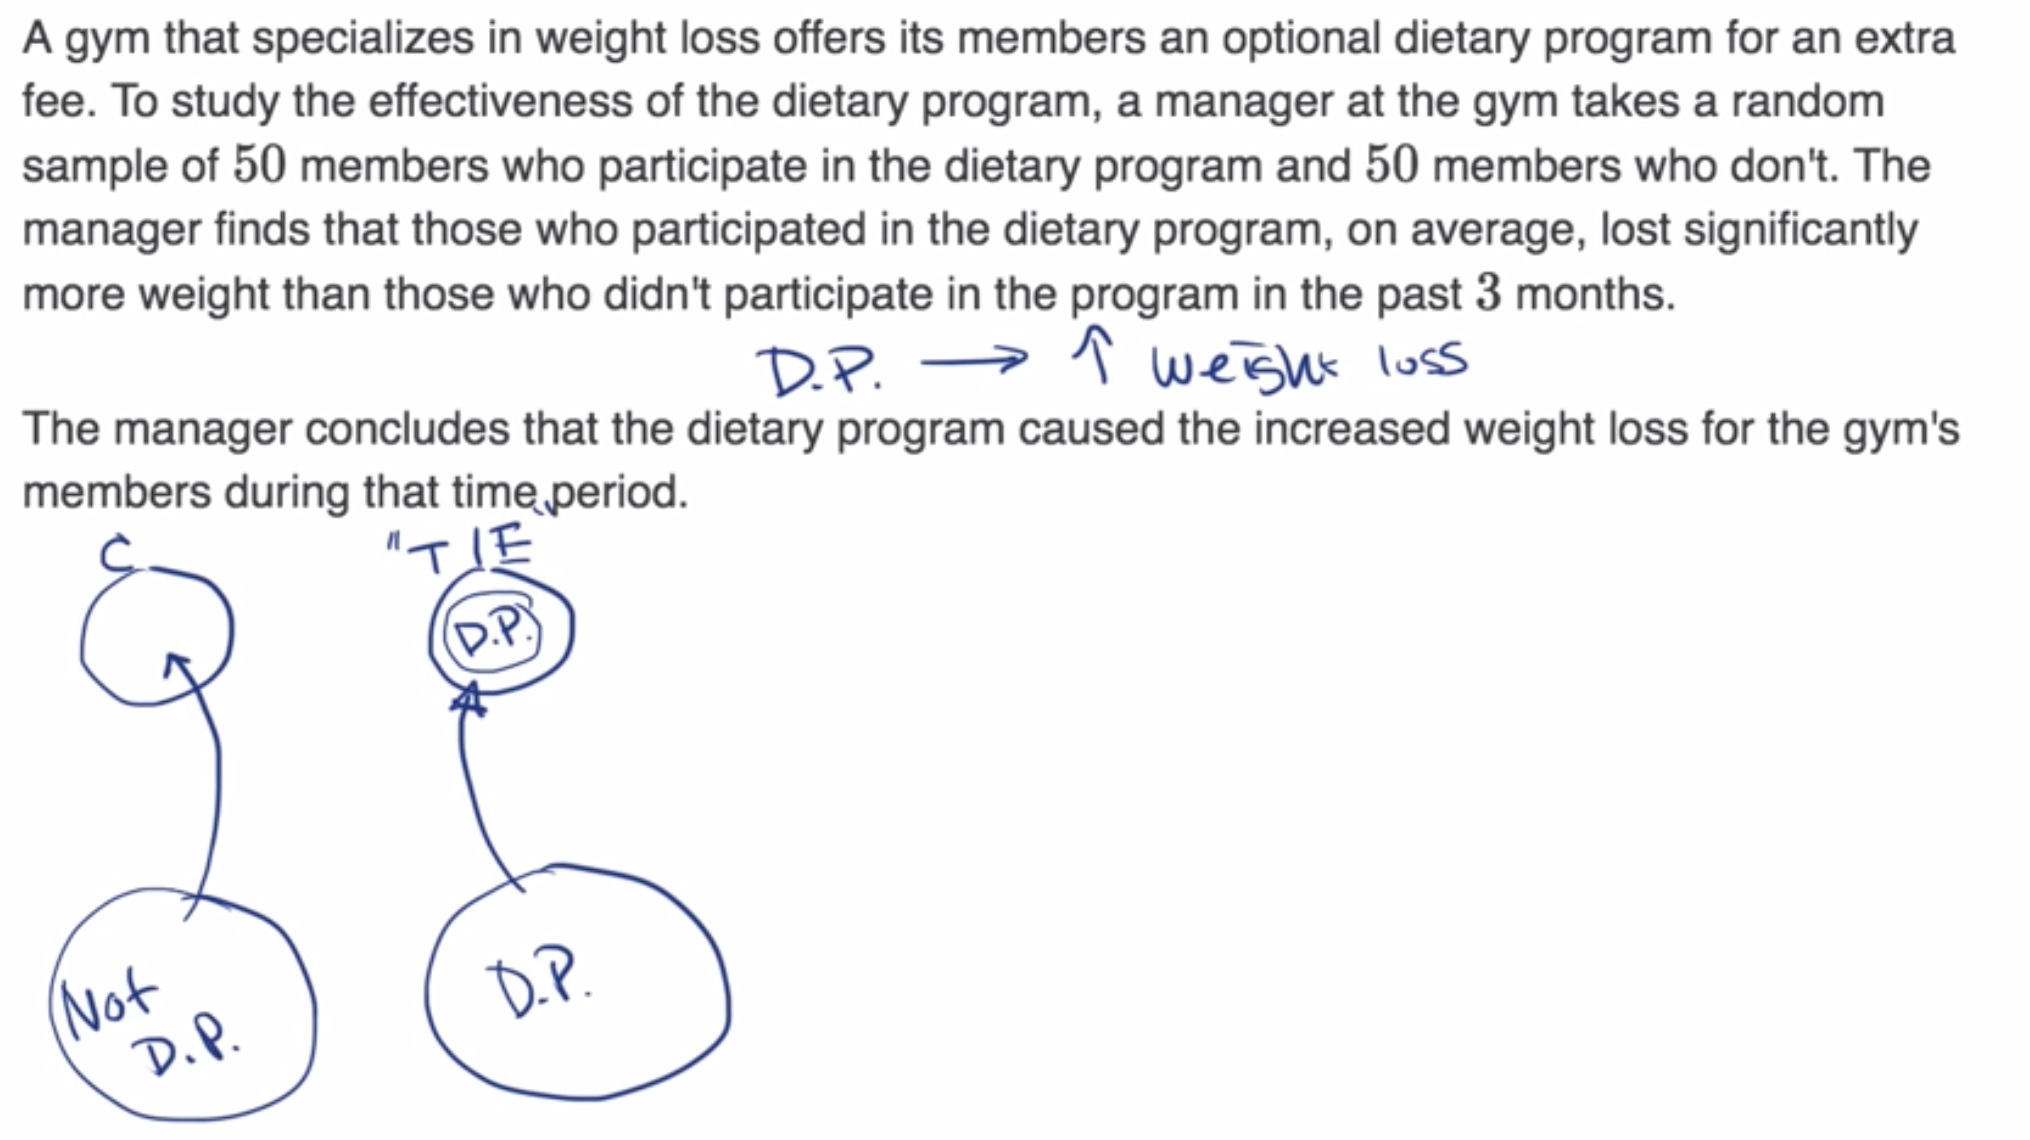 A gym that specializes in weight loss offers its members an optional dietary program for an extra
fee. To study the effectiveness of the dietary program, a manager at the gym takes a random
sample of 50 members who participate in the dietary program and 50 members who don't. The
manager finds that those who participated in the dietary program, on average, lost significantly
more weight than those who didn't participate in the program in the past 3 months.
D.P. → ↑ weight loss
The manager concludes that the dietary program caused the increased weight loss for the gym's
members during that time period.
C "T/E"
D.P.
Not D.P.
D.P.